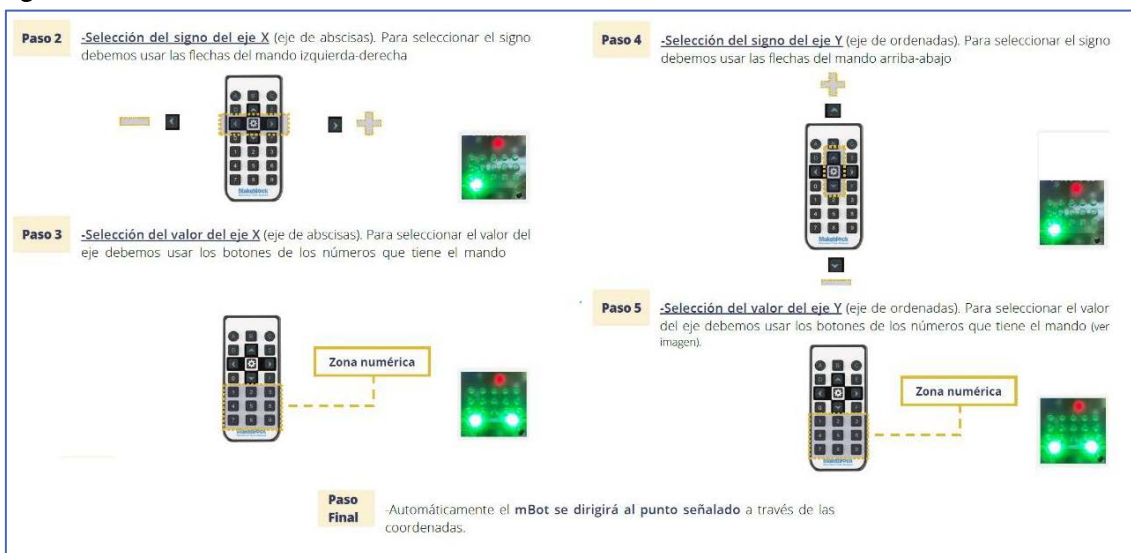 Paso 2
-Selección del signo del eje X (eje de abscisas). Para seleccionar el signo
debemos usar las flechas del mando izquierda-derecha
Paso 3
-Selección del valor del eje X (eje de abscisas). Para seleccionar el valor del
eje debemos usar los botones de los números que tiene el mando
Zona numérica
Paso 4
-Selección del signo del eje Y (eje de ordenadas). Para seleccionar el signo
debemos usar las flechas del mando arriba-abajo
Paso 5
-Selección del valor del eje Y (eje de ordenadas). Para seleccionar el valor
del eje debemos usar los botones de los números que tiene el mando (ver
imagen).
Zona numérica
Paso
Final
-Automáticamente el mBot se dirigirá al punto señalado a través de las
coordenadas.